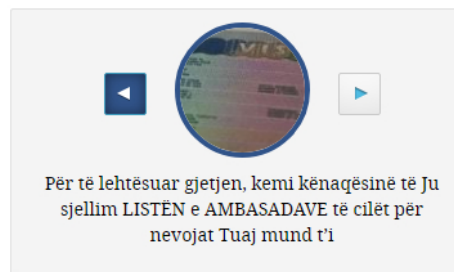 Për të lehtësuar gjetjen, kemi kënaqësinë të Ju
sjellim LISTËN e AMBASADAVE të cilët për
nevojat Tuaj mund t’i